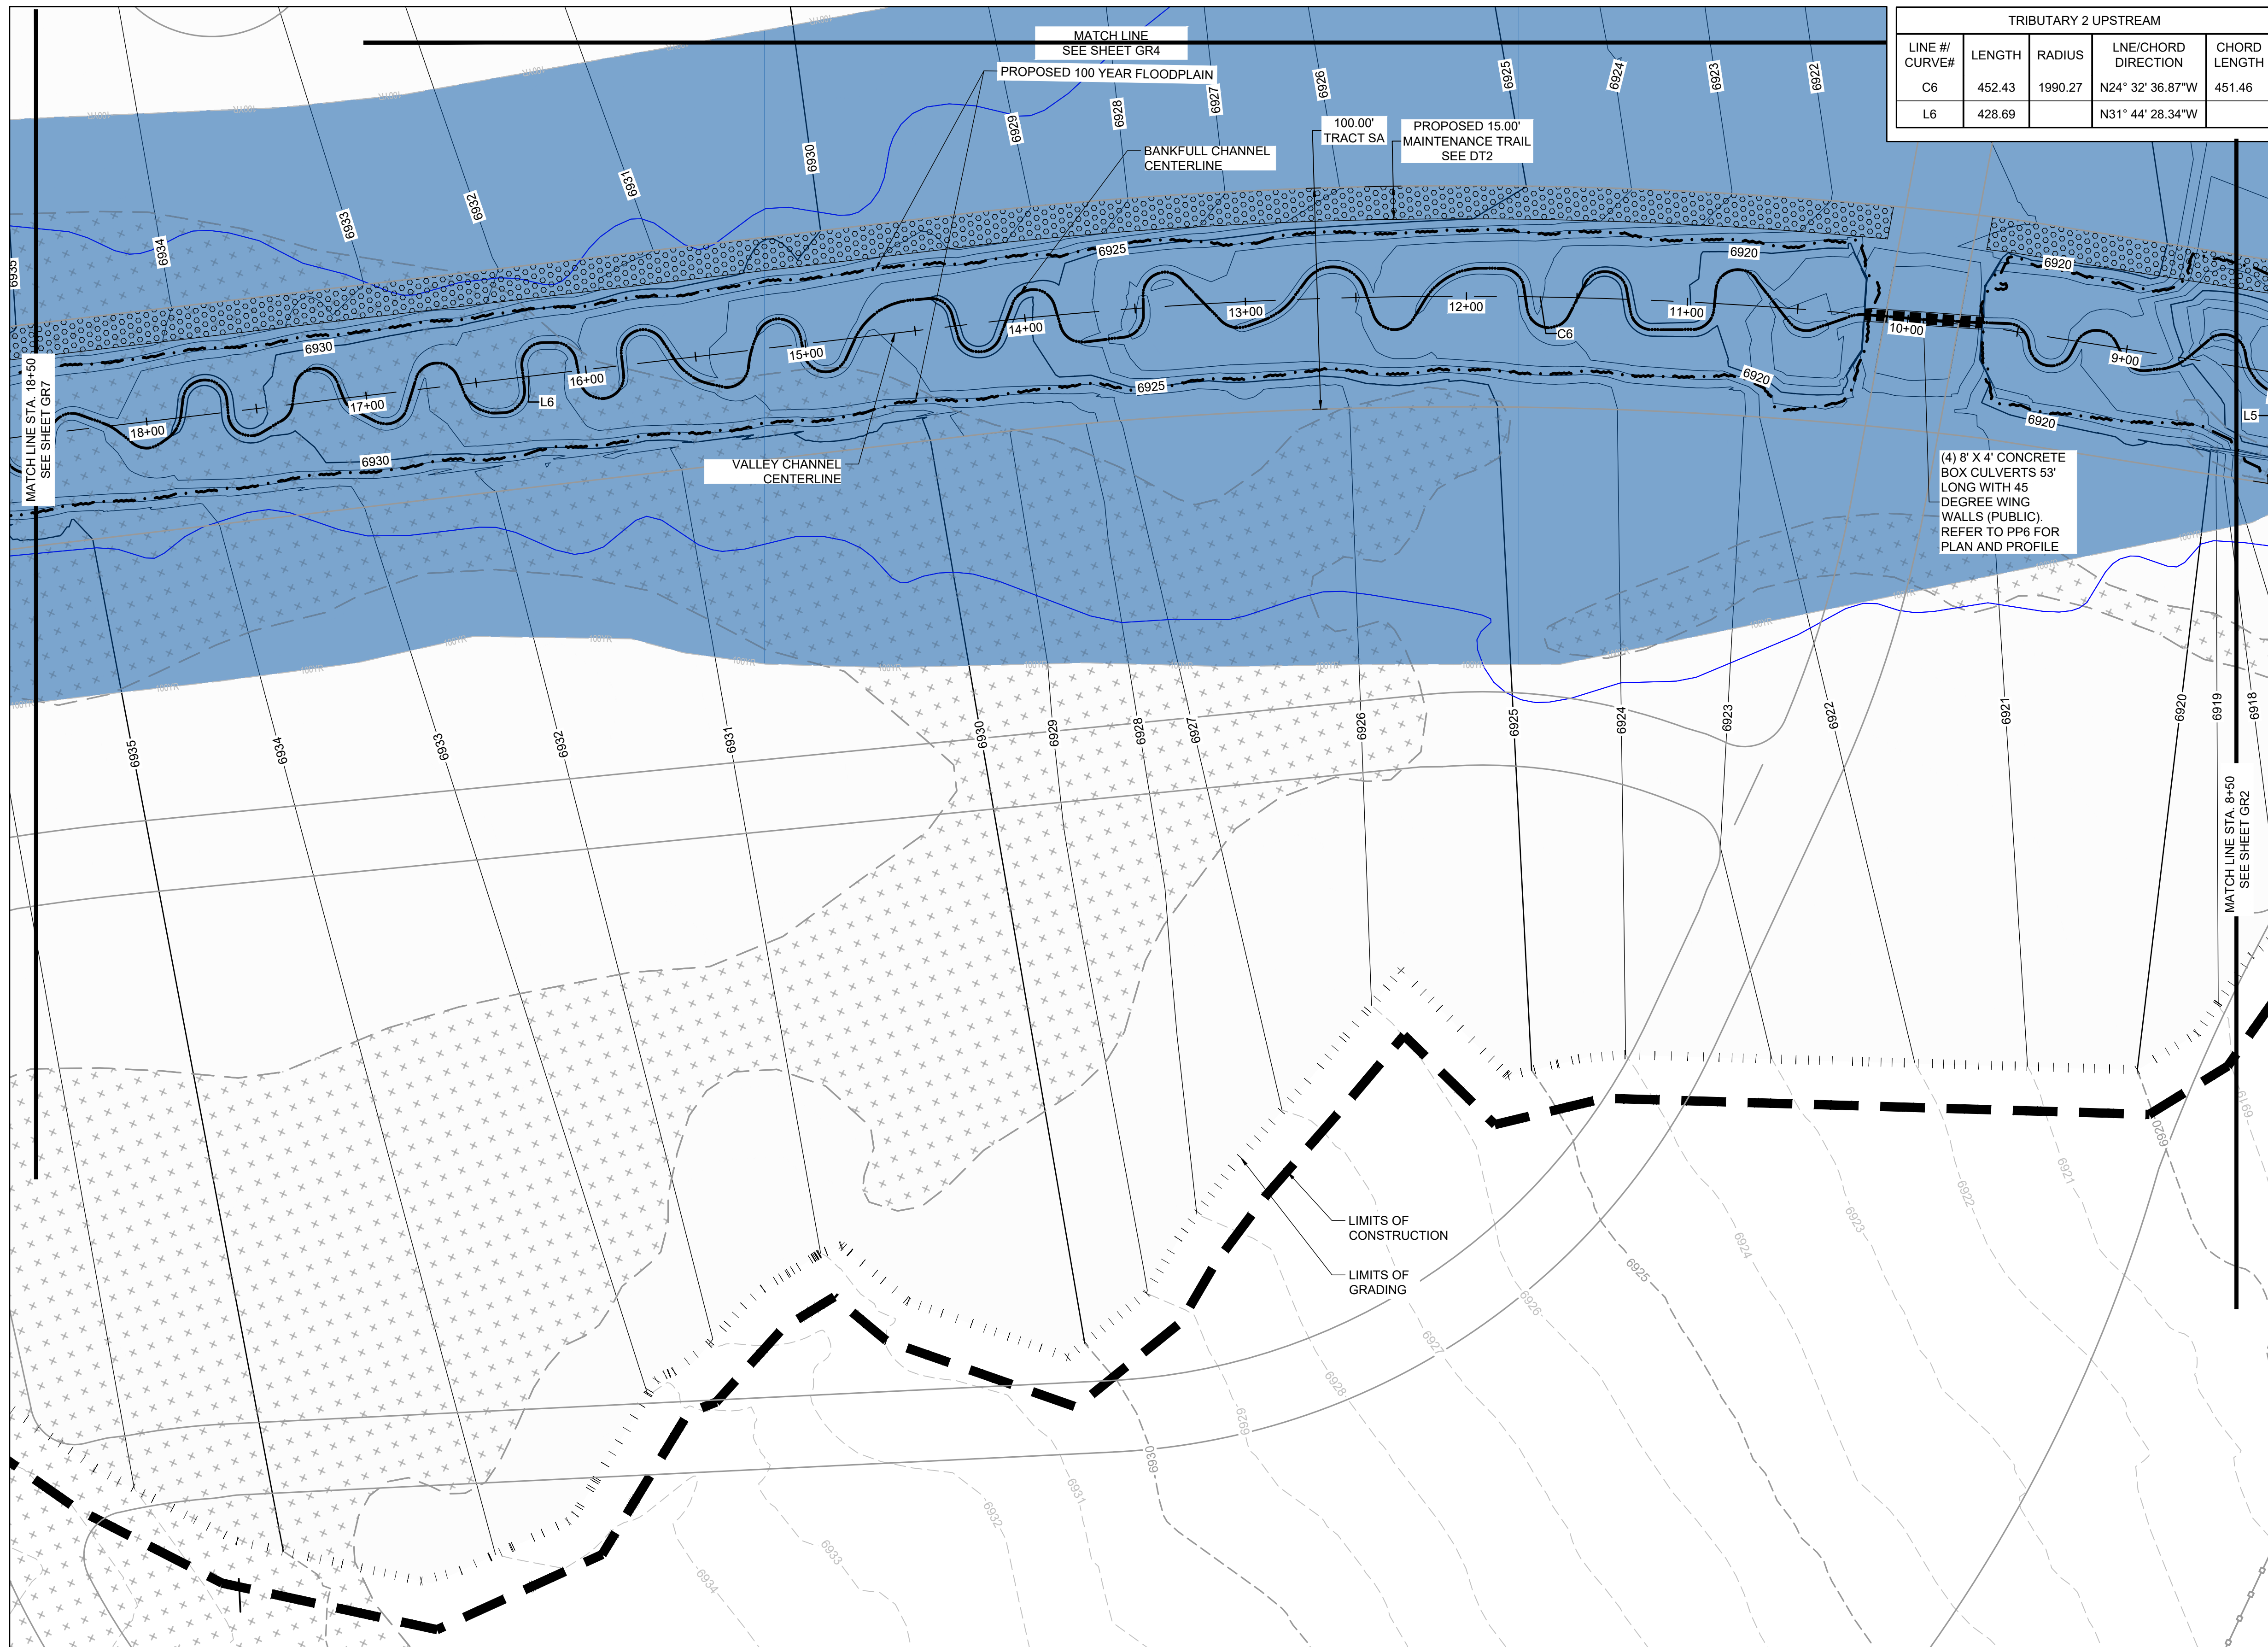 TRIBUTARY 2 UPSTREAM
LINE #/ CURVE# LENGTH RADIUS LNE/CHORD DIRECTION CHORD LENGTH
C6 452.43 1990.27 N24° 32' 36.87"W 451.46
L6 428.69 N31° 44' 28.34"W
MATCH LINE
SEE SHEET GR4
PROPOSED 100 YEAR FLOODPLAIN
BANKFULL CHANNEL
CENTERLINE
100.00'
TRACT SA
PROPOSED 15.00'
MAINTENANCE TRAIL
SEE DT2
6935
6934
6933
6932
6931
6930
6929
6928
6927
6926
6925
6924
6923
6922
6930
6925
6920
6920
18+00
17+00
16+00
15+00
14+00
13+00
12+00
11+00
10+00
9+00
L6
C6
L5
6930
6925
6920
6920
MATCH LINE STA. 18+50
SEE SHEET GR7
VALLEY CHANNEL
CENTERLINE
(4) 8' X 4' CONCRETE
BOX CULVERTS 53'
LONG WITH 45
DEGREE WING
WALLS (PUBLIC).
REFER TO PP6 FOR
PLAN AND PROFILE
100YR
6935
6934
6933
6932
6931
6930
6929
6928
6927
6926
6925
6924
6923
6922
6921
6920
6919
6918
MATCH LINE STA. 8+50
SEE SHEET GR2
LIMITS OF
CONSTRUCTION
LIMITS OF
GRADING
6934
6933
6932
6931
6930
6929
6928
6927
6926
6925
6924
6923
6922
6921
6920
6919